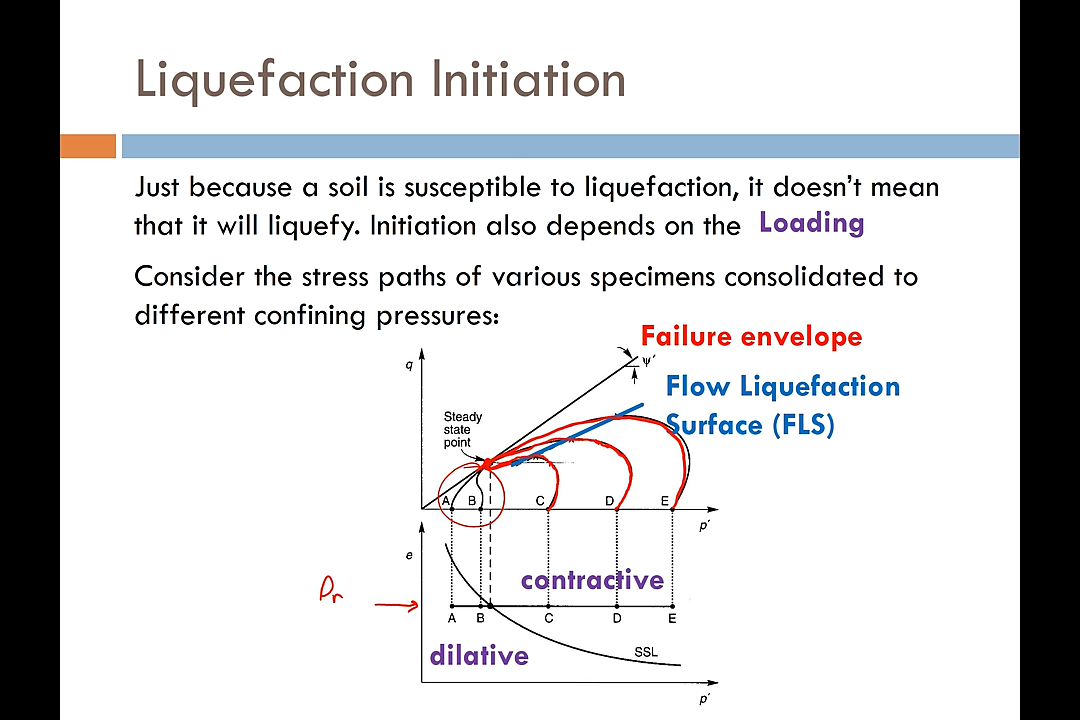 Liquefaction Initiation
Just because a soil is susceptible to liquefaction, it doesn't mean
that it will liquefy. Initiation also depends on the Loading
Consider the stress paths of various specimens consolidated to
different confining pressures:
Failure envelope
q
ψ'
Flow Liquefaction
Surface (FLS)
Steady
state
point
A B C D E
p'
e
contractive
Dr
A B C D E
dilative
SSL
p'